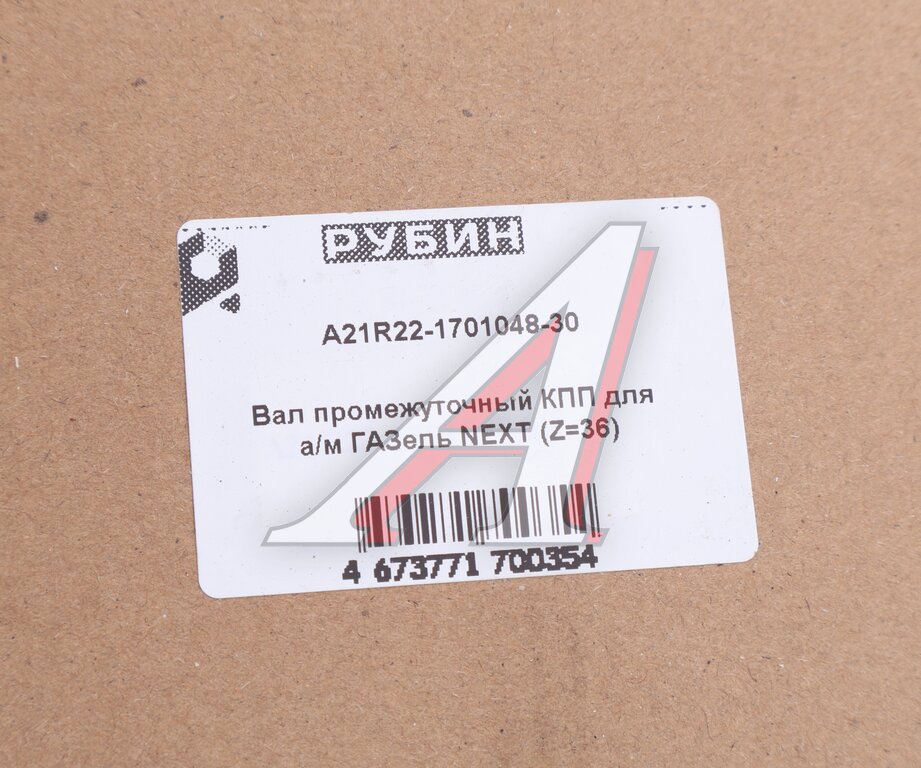 РУБИН
A21R22-1701048-30
Вал промежуточный КПП для
а/м ГАЗель NEXT (Z=36)
4 673771 700354